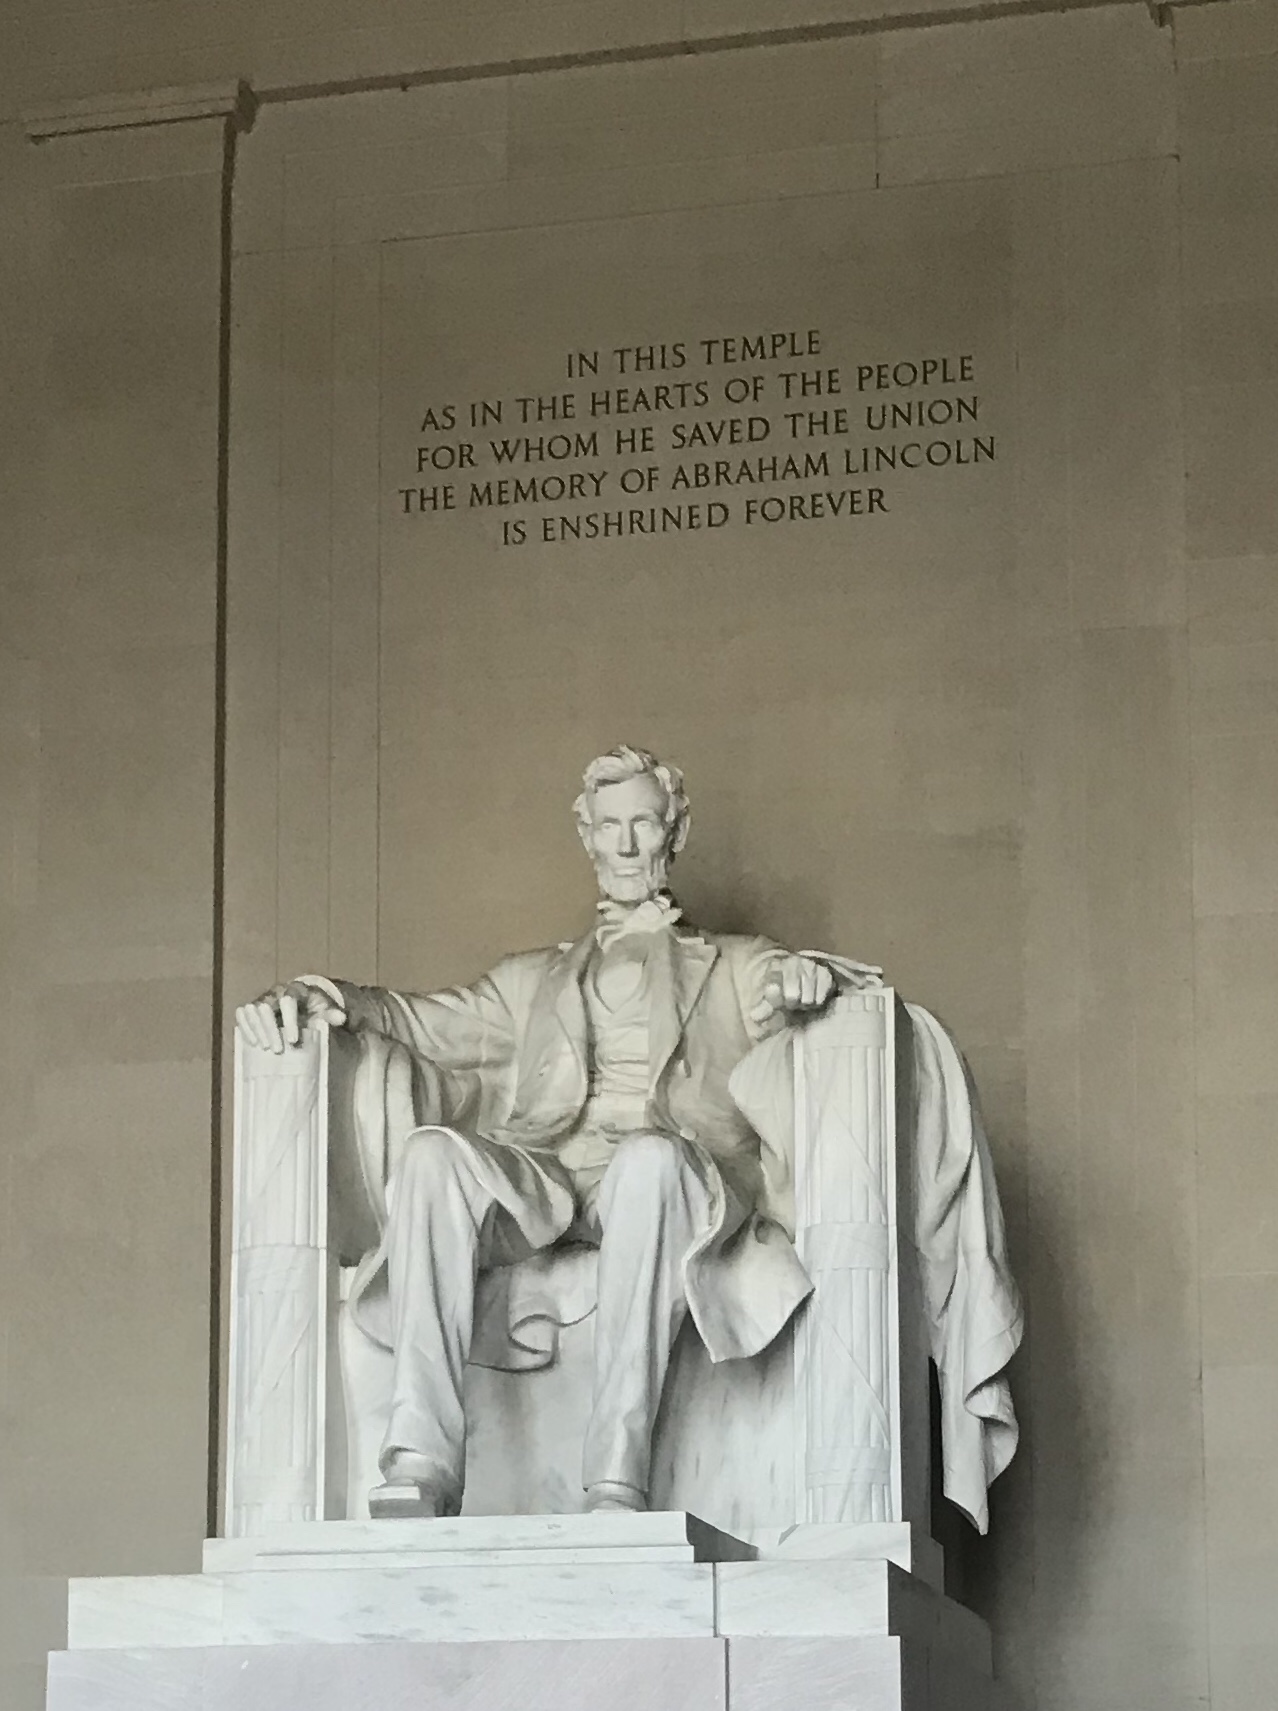 IN THIS TEMPLE
AS IN THE HEARTS OF THE PEOPLE
FOR WHOM HE SAVED THE UNION
THE MEMORY OF ABRAHAM LINCOLN
IS ENSHRINED FOREVER